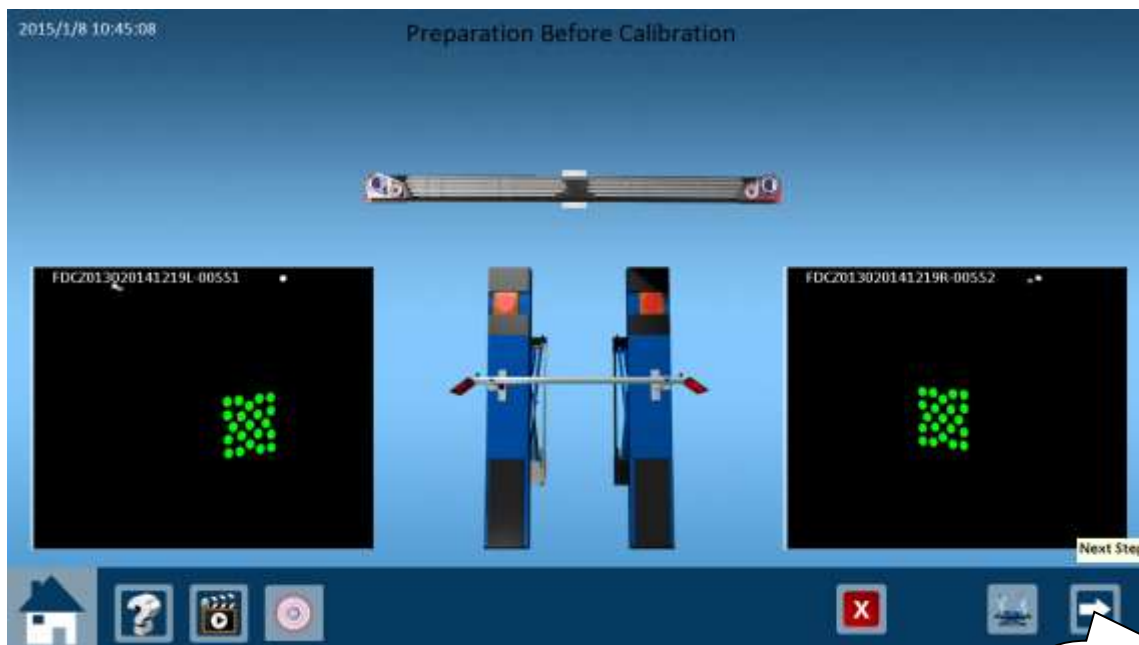 2015/1/8 10:45:08
Preparation Before Calibration
FDCZ013020141219L-00551
FDCZ013020141219R-00552
Next Step
?
X